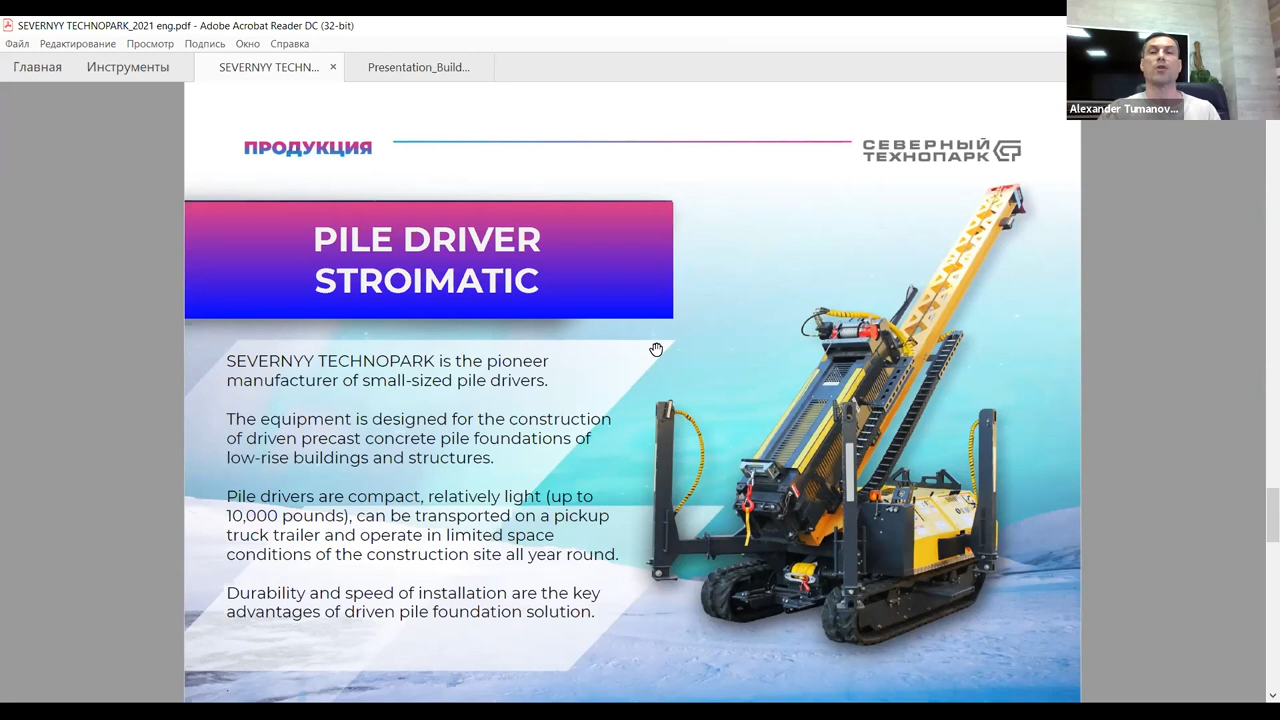 SEVERNYY TECHNOPARK_2021 eng.pdf - Adobe Acrobat Reader DC (32-bit)
Файл Редактирование Просмотр Подпись Окно Справка
Главная Инструменты SEVERNYY TECHN... × Presentation_Build...
Alexander Tumanov...
ПРОДУКЦИЯ
СЕВЕРНЫЙ
ТЕХНОПАРК
PILE DRIVER
STROIMATIC
SEVERNYY TECHNOPARK is the pioneer
manufacturer of small-sized pile drivers.
The equipment is designed for the construction
of driven precast concrete pile foundations of
low-rise buildings and structures.
Pile drivers are compact, relatively light (up to
10,000 pounds), can be transported on a pickup
truck trailer and operate in limited space
conditions of the construction site all year round.
Durability and speed of installation are the key
advantages of driven pile foundation solution.